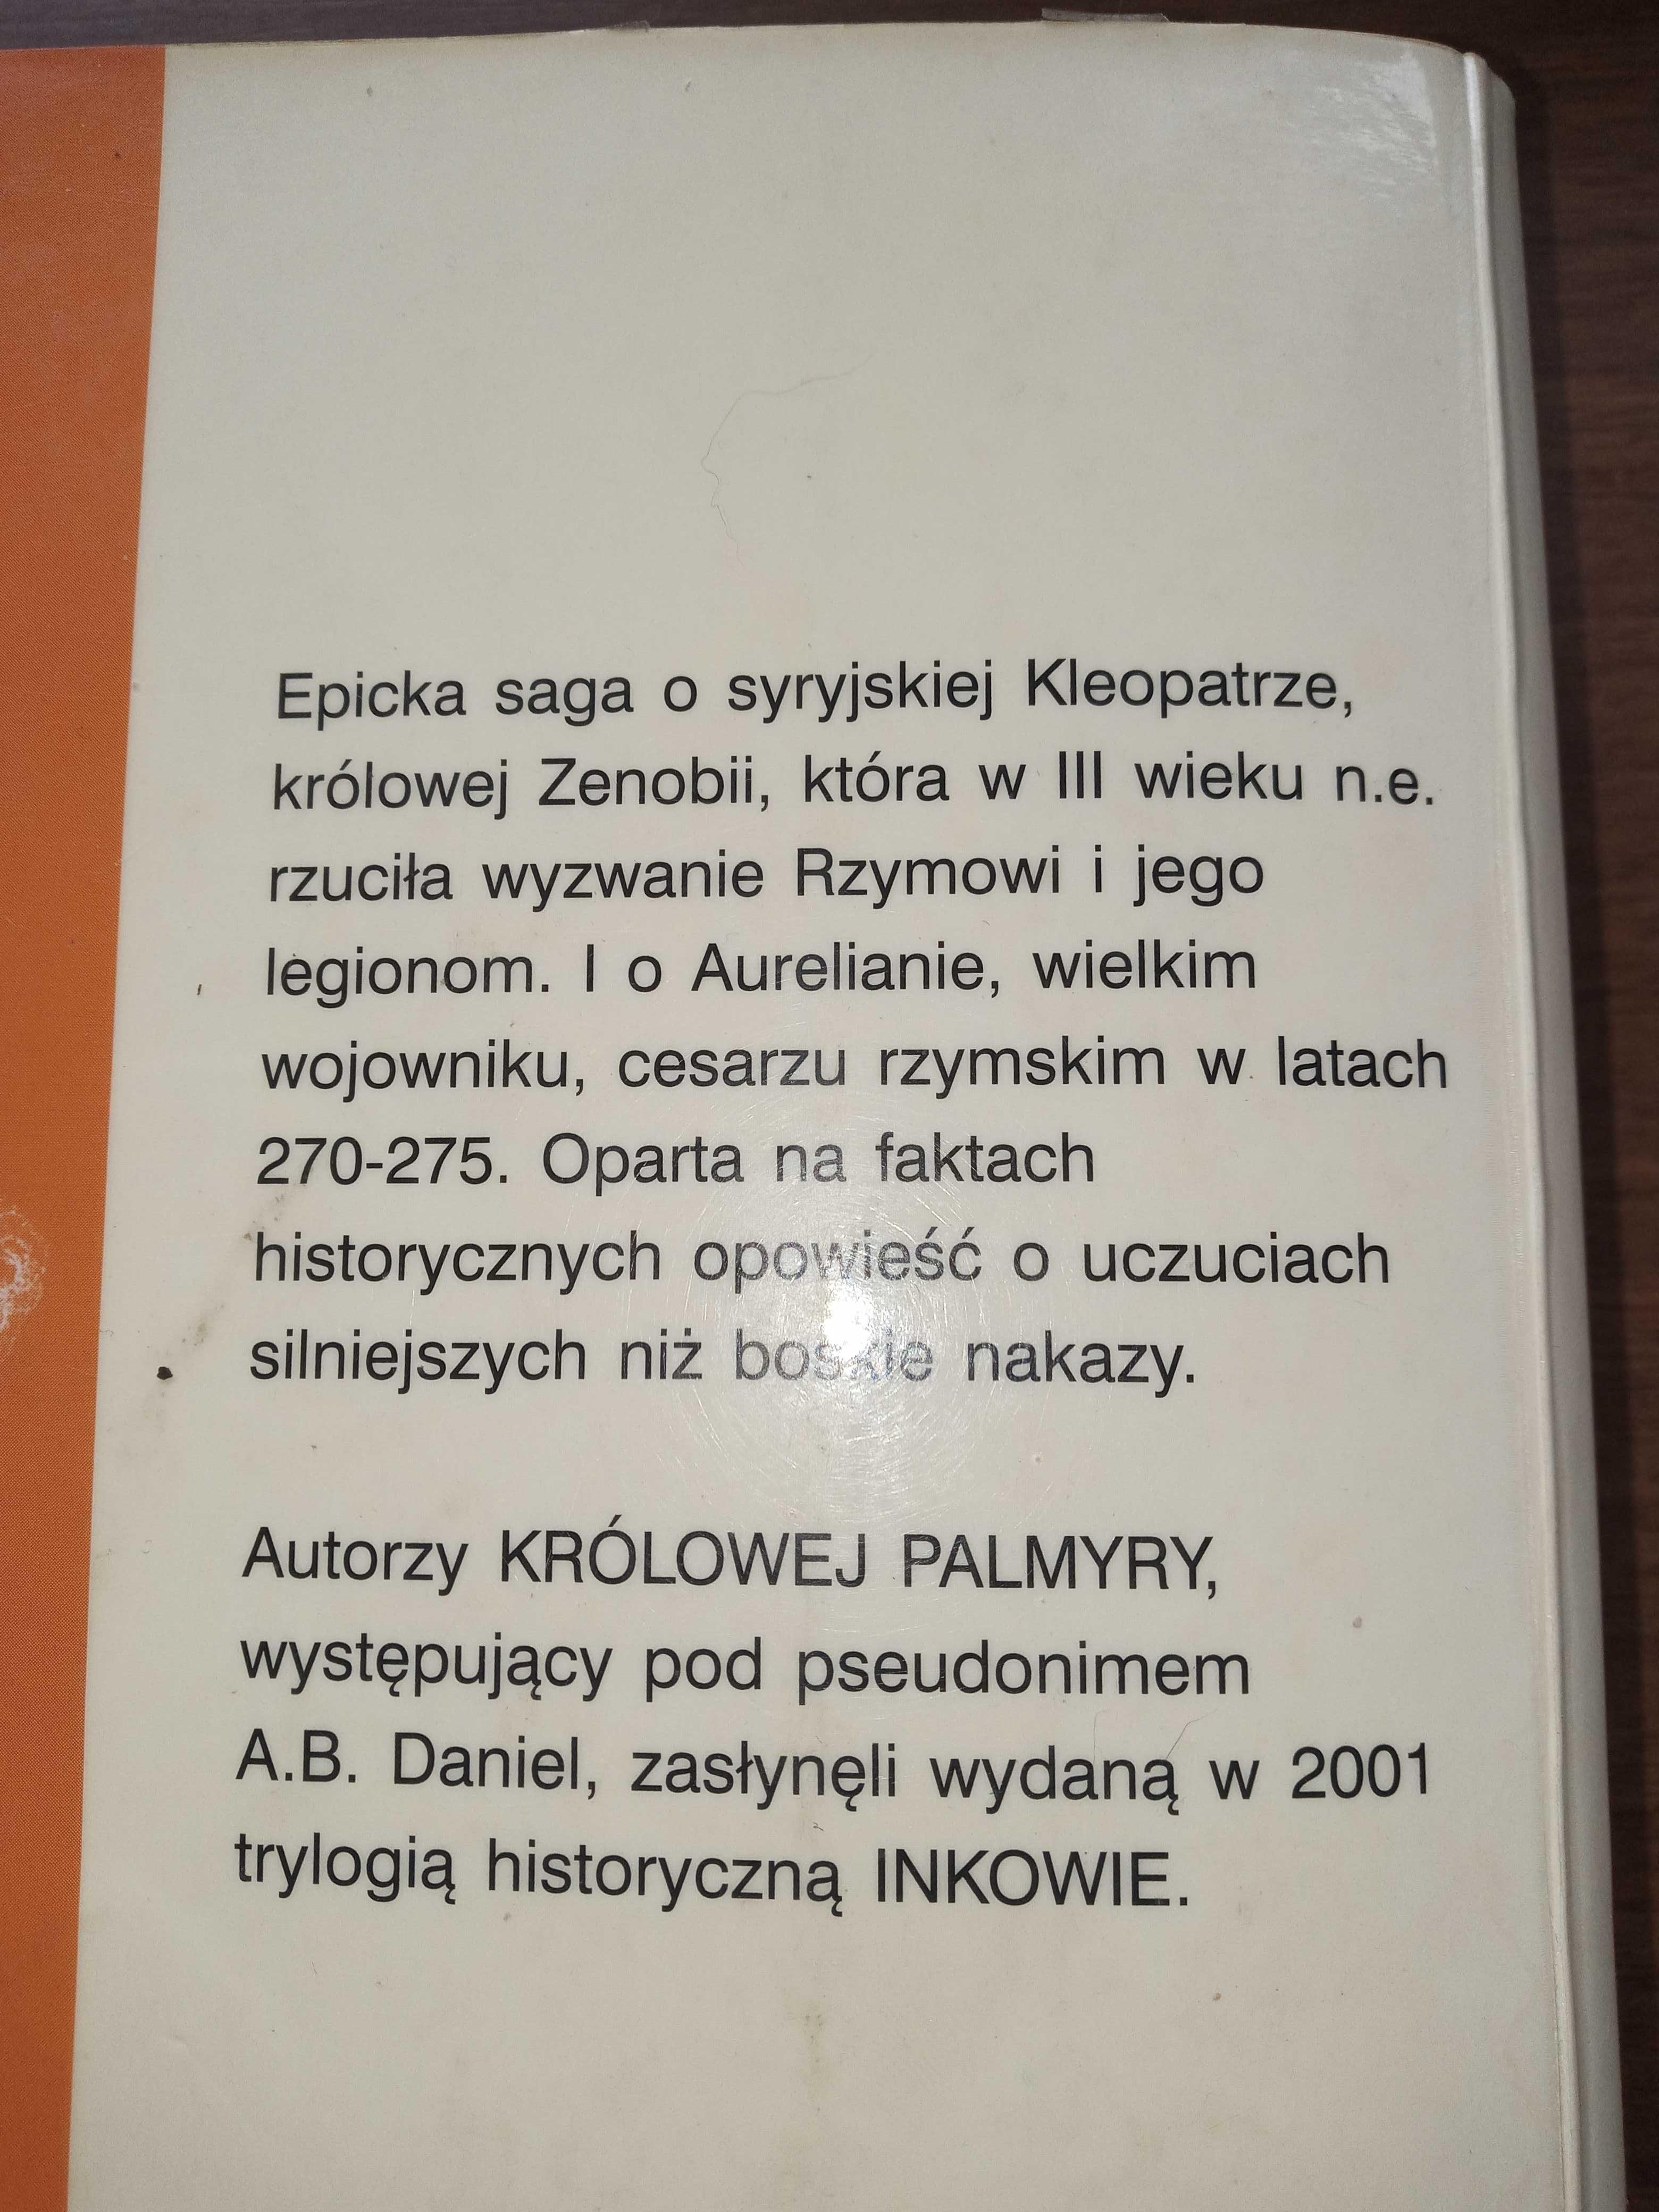 Epicka saga o syryjskiej Kleopatrze,
królowej Zenobii, która w III wieku n.e.
rzuciła wyzwanie Rzymowi i jego
legionom. I o Aurelianie, wielkim
wojowniku, cesarzu rzymskim w latach
270-275. Oparta na faktach
historycznych opowieść o uczuciach
silniejszych niż boskie nakazy.
Autorzy KRÓLOWEJ PALMYRY,
występujący pod pseudonimem
A.B. Daniel, zasłynęli wydaną w 2001
trylogią historyczną INKOWIE.